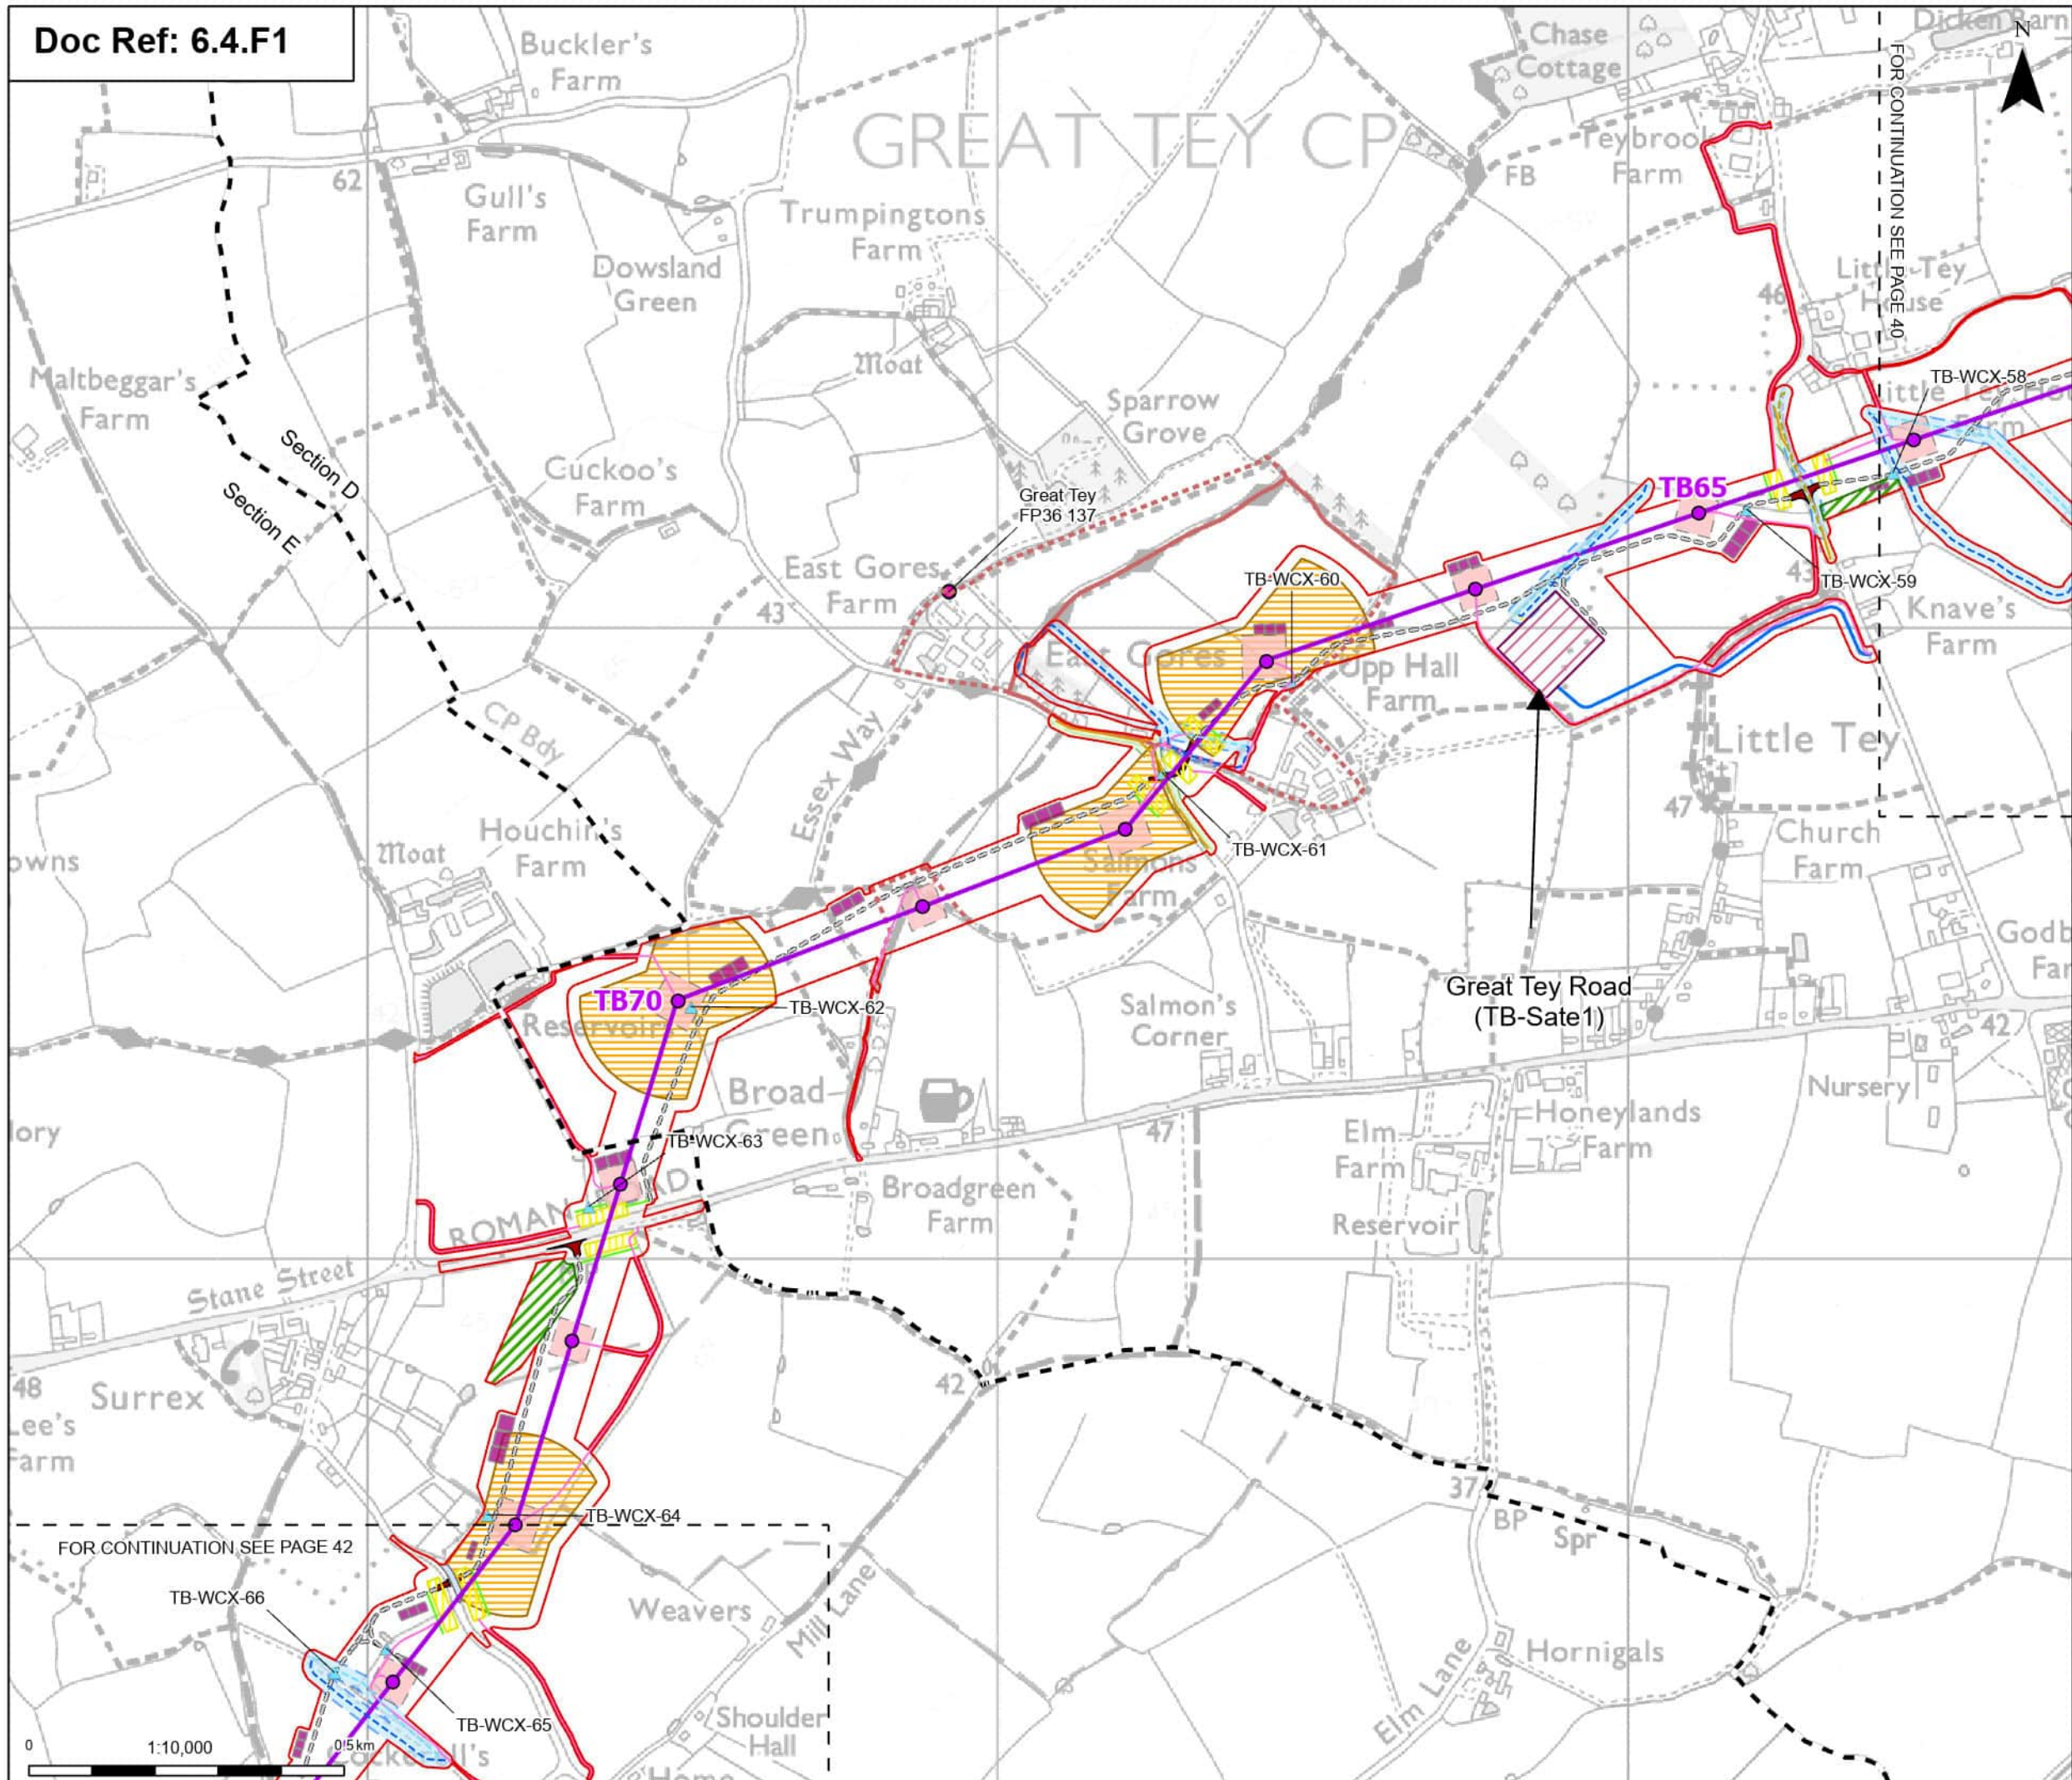 Doc Ref: 6.4.F1
Buckler's
Farm
Chase
Cottage
Dicken Barn
N
GREAT TEY CP
FOR CONTINUATION SEE PAGE 40
62
Gull's
Farm
FB
Teybrook
Farm
Trumpingtons
Farm
Dowsland
Green
Little Tey
House
46
Moat
Maltbeggar's
Farm
TB-WCX-58
Sparrow
Grove
Section D
Section E
Cuckoo's
Farm
Great Tey
FP36 137
TB65
East Gores
Farm
43
TB-WCX-60
TB-WCX-59
43
Knave's
Farm
East Gores
Upp Hall
Farm
CP Bdy
Essex Way
Little Tey
47
Moat
Houchin's
Farm
Church
Farm
owns
TB-WCX-61
Salmons
Farm
Godb
Far
TB70
Reservoir
TB-WCX-62
Salmon's
Corner
Great Tey Road
(TB-Sate1)
42
Broad
Green
Nursery
Honeylands
Farm
lory
TB-WCX-63
47
Elm
Farm
ROMAN ROAD
Broadgreen
Farm
Reservoir
Stane Street
48
Surrex
42
Lee's
Farm
37
BP
Spr
TB-WCX-64
FOR CONTINUATION SEE PAGE 42
TB-WCX-66
Weavers
Mill Lane
Hornigals
Elm Lane
TB-WCX-65
Shoulder
Hall
0
1:10,000
0.5 km
Home